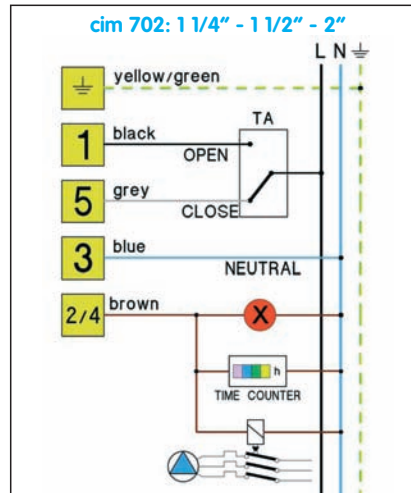 cim 702: 1 1/4” - 1 1/2” - 2”
L N
yellow/green
TA
1 black
OPEN
5 grey
CLOSE
3 blue
NEUTRAL
2/4 brown
X
h
TIME COUNTER